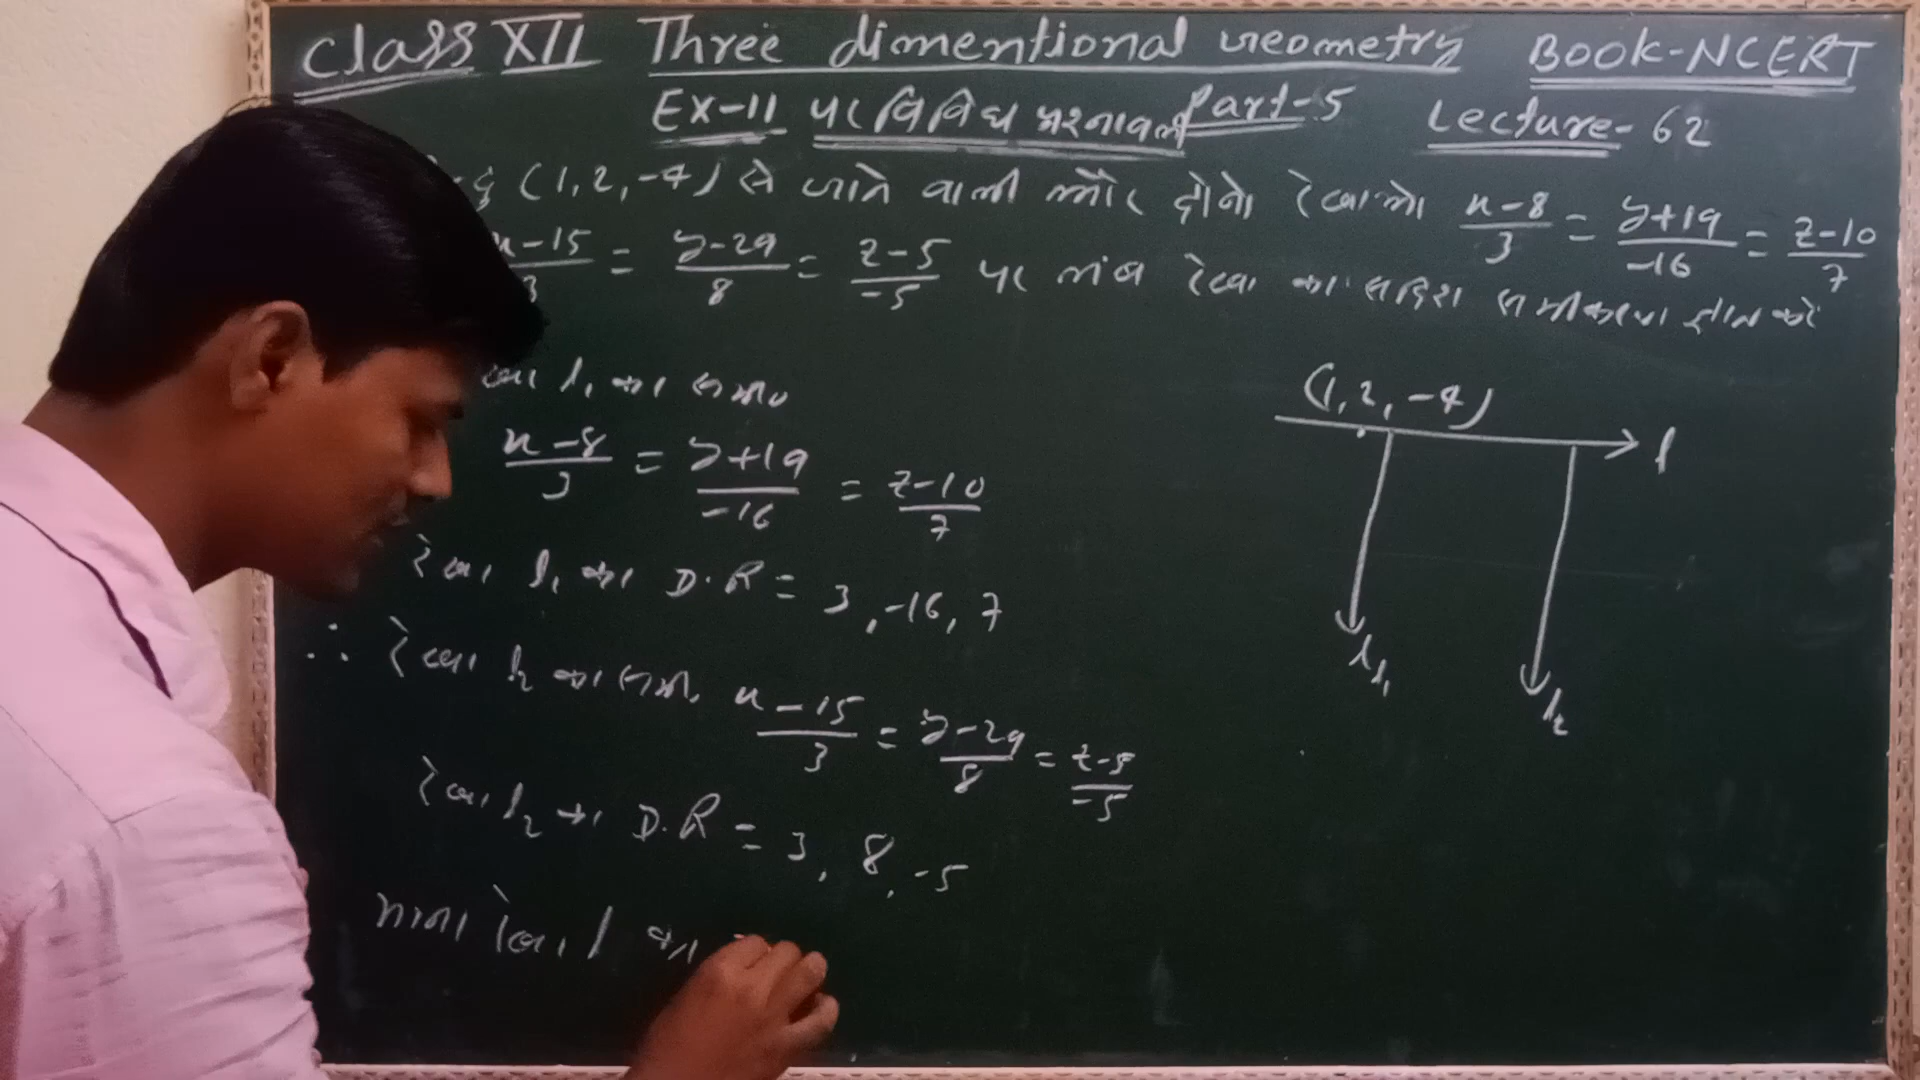 Class XII Three dimentional Geometry BOOK-NCERT
EX-11 पर विविध प्रश्नावली Part-5 Lecture-62
(1,2,-4) से जाने वाली और दोनो रेखाओ x-8/3 = y+19/-16 = z-10/7
x-15/3 = y-29/8 = z-5/-5 पर लंब रेखा का सदिश समीकरण ज्ञात करें
l₁ का समी०
x-8/3 = y+19/-16 = z-10/7
रेखा l₁ का D.R = 3, -16, 7
∴ रेखा l₂ का समी. x-15/3 = y-29/8 = z-5/-5
रेखा l₂ का D.R = 3, 8, -5
माना रेखा l का
(1,2,-4)
l
l₁
l₂